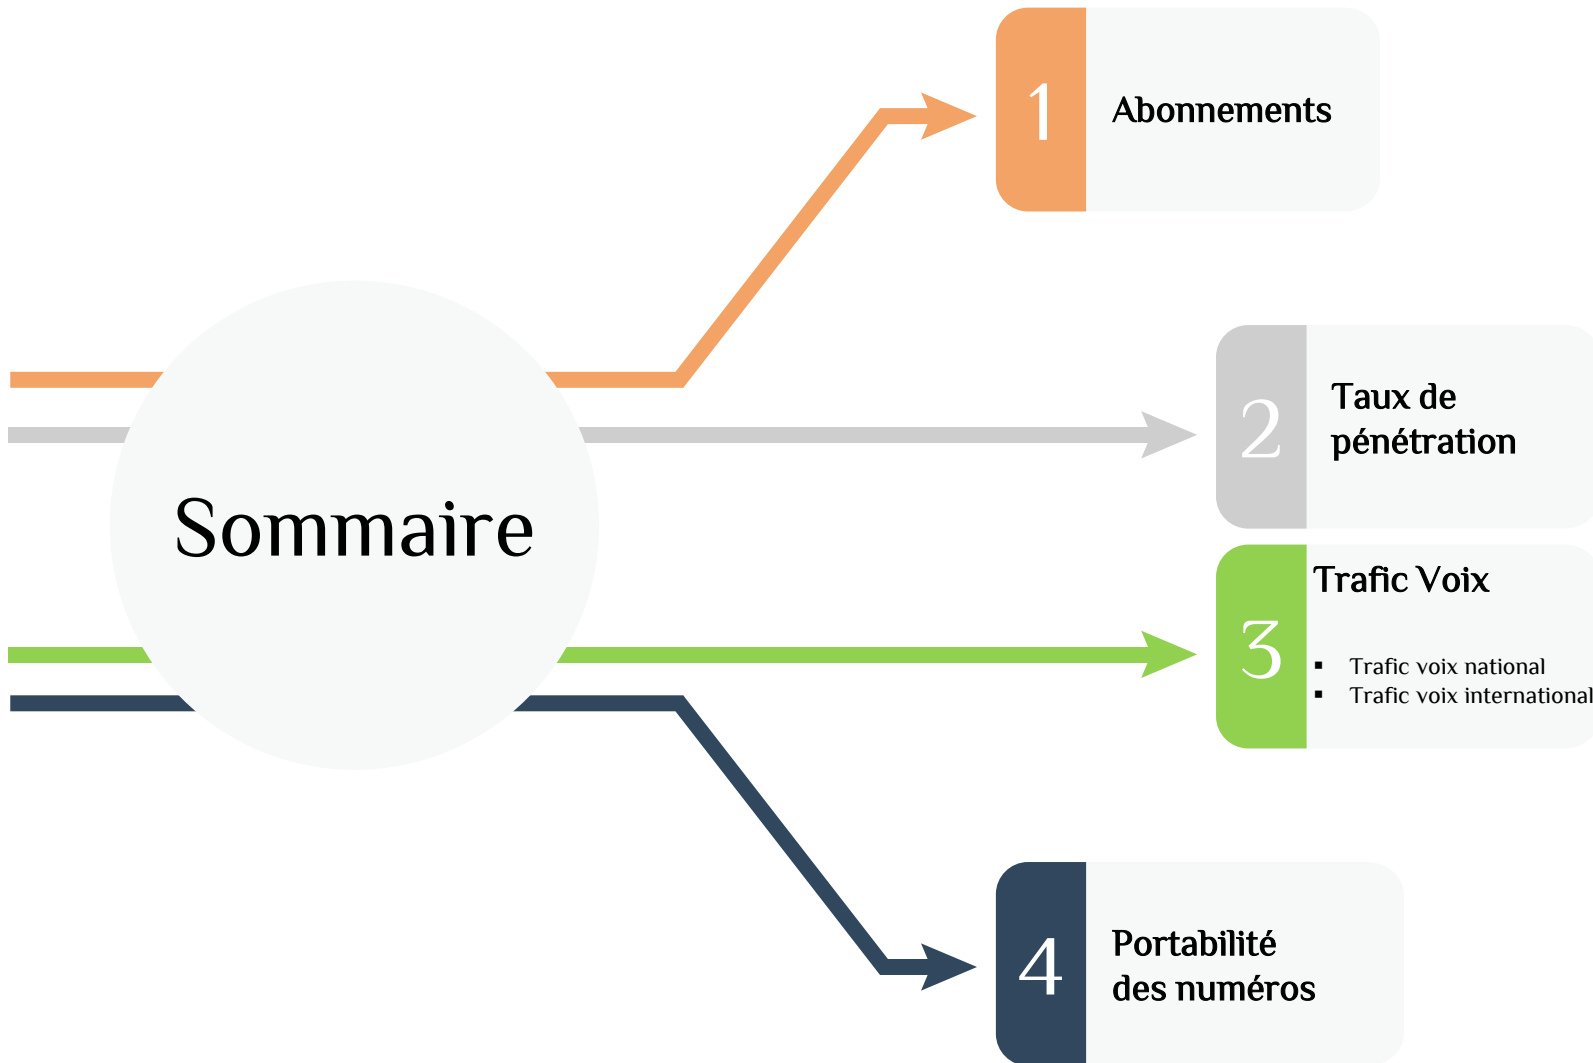 Sommaire
1
Abonnements
2
Taux de
pénétration
3
Trafic Voix
▪ Trafic voix national
▪ Trafic voix international
4
Portabilité
des numéros